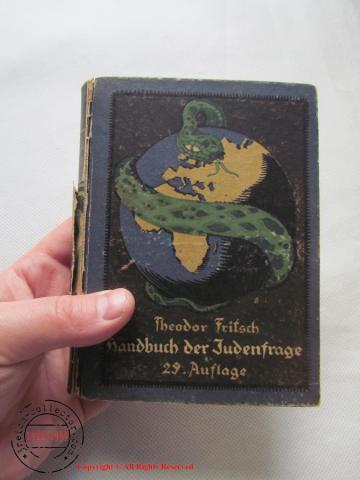 Theodor Fritsch
Handbuch der Judenfrage
29. Auflage
Copyright © All Rights Reserved